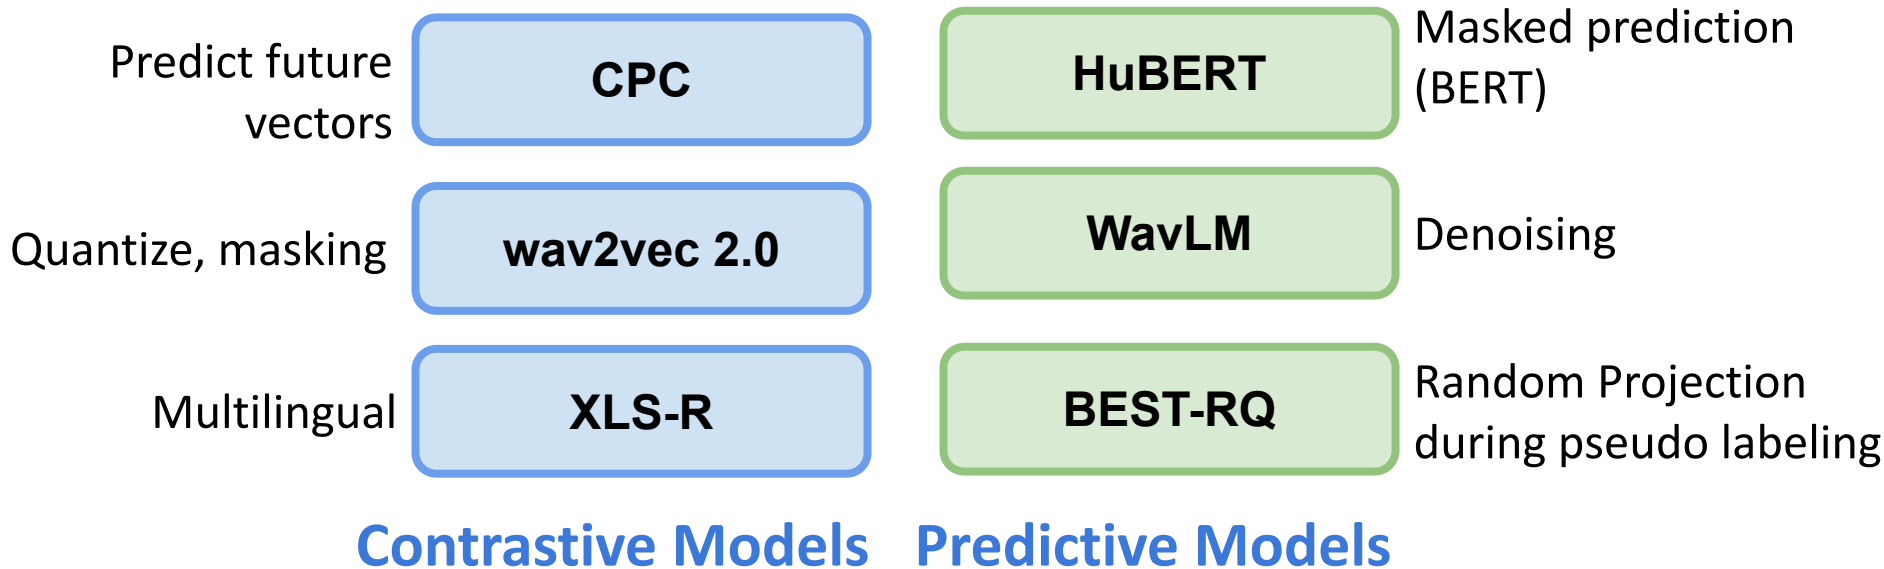 Predict future
vectors
CPC
HuBERT
Masked prediction
(BERT)
Quantize, masking
wav2vec 2.0
WavLM
Denoising
Multilingual
XLS-R
BEST-RQ
Random Projection
during pseudo labeling
Contrastive Models
Predictive Models